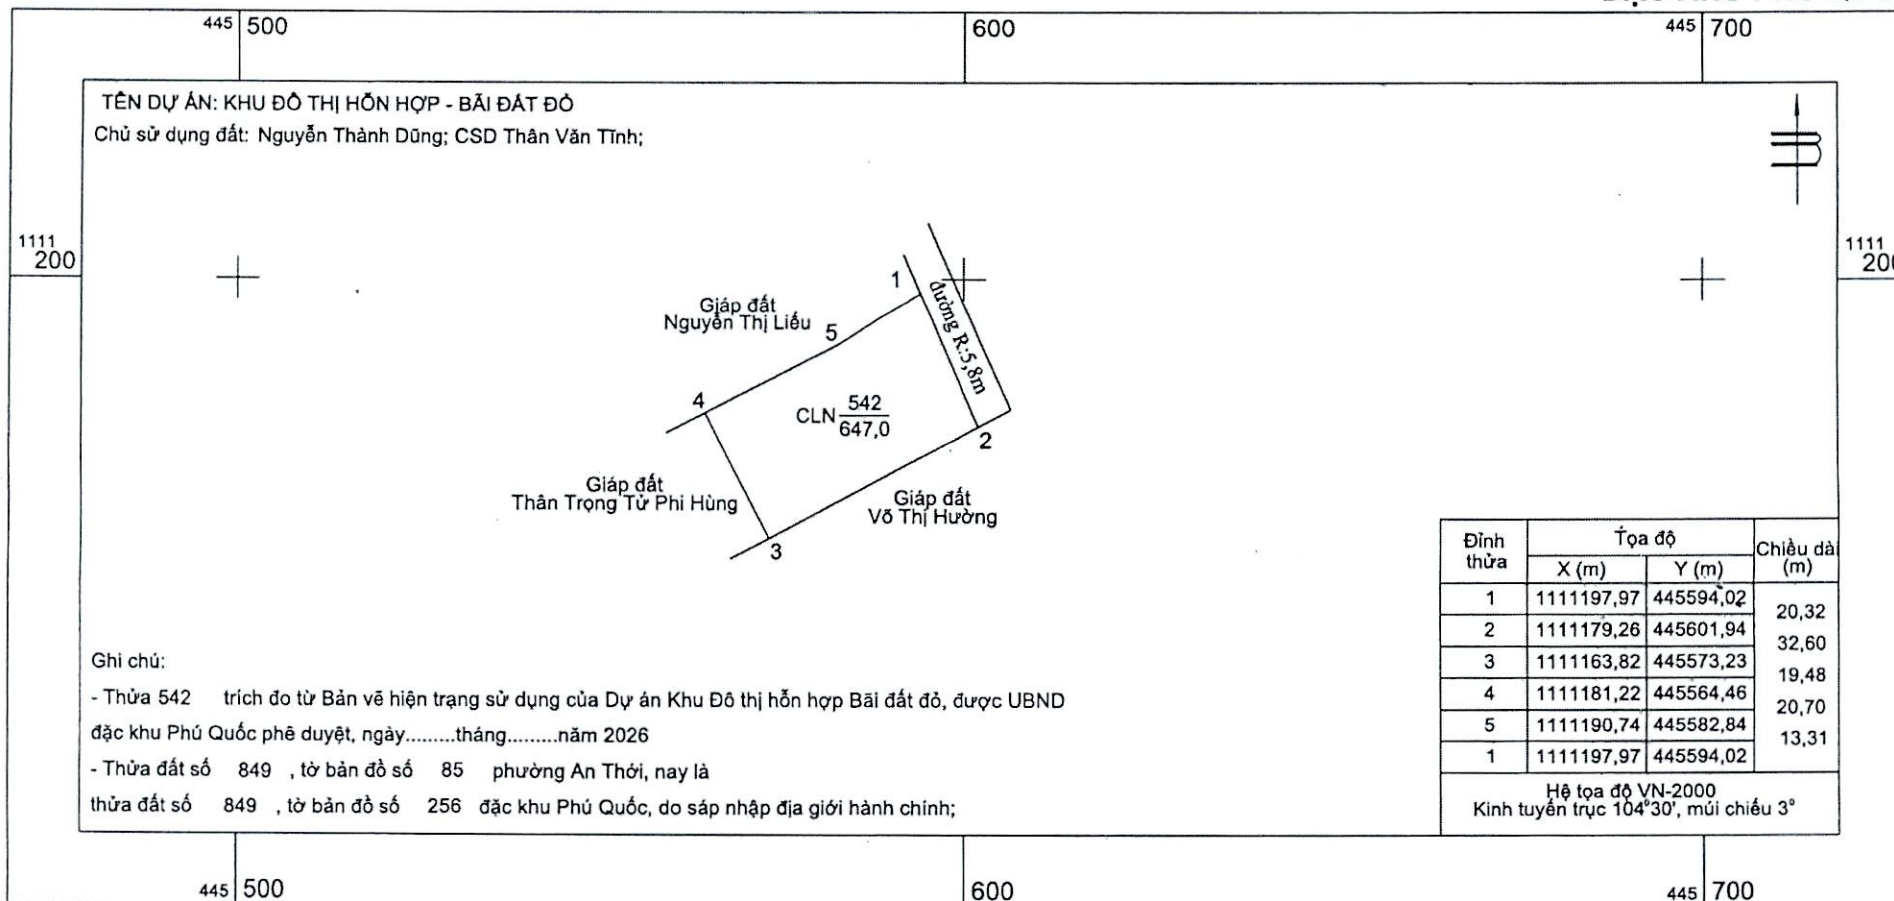 445 500
600
445 700
TÊN DỰ ÁN: KHU ĐÔ THỊ HỖN HỢP - BÃI ĐẤT ĐỎ
Chủ sử dụng đất: Nguyễn Thành Dũng; CSD Thân Văn Tĩnh;
1111
200
1111
200
1
đường R:5,8m
Giáp đất
Nguyễn Thị Liếu
5
4
CLN 542
647,0
2
Giáp đất
Thân Trọng Tử Phi Hùng
Giáp đất
Võ Thị Hường
3
Đỉnh thửa Tọa độ Chiều dài (m)
X (m) Y (m)
1 1111197,97 445594,02
20,32
2 1111179,26 445601,94
32,60
3 1111163,82 445573,23
19,48
4 1111181,22 445564,46
20,70
5 1111190,74 445582,84
13,31
1 1111197,97 445594,02
Hệ tọa độ VN-2000
Kinh tuyến trục 104°30', múi chiếu 3°
Ghi chú:
- Thửa 542 trích đo từ Bản vẽ hiện trạng sử dụng của Dự án Khu Đô thị hỗn hợp Bãi đất đỏ, được UBND
đặc khu Phú Quốc phê duyệt, ngày.........tháng.........năm 2026
- Thửa đất số 849 , tờ bản đồ số 85 phường An Thới, nay là
thửa đất số 849 , tờ bản đồ số 256 đặc khu Phú Quốc, do sáp nhập địa giới hành chính;
445 500
600
445 700